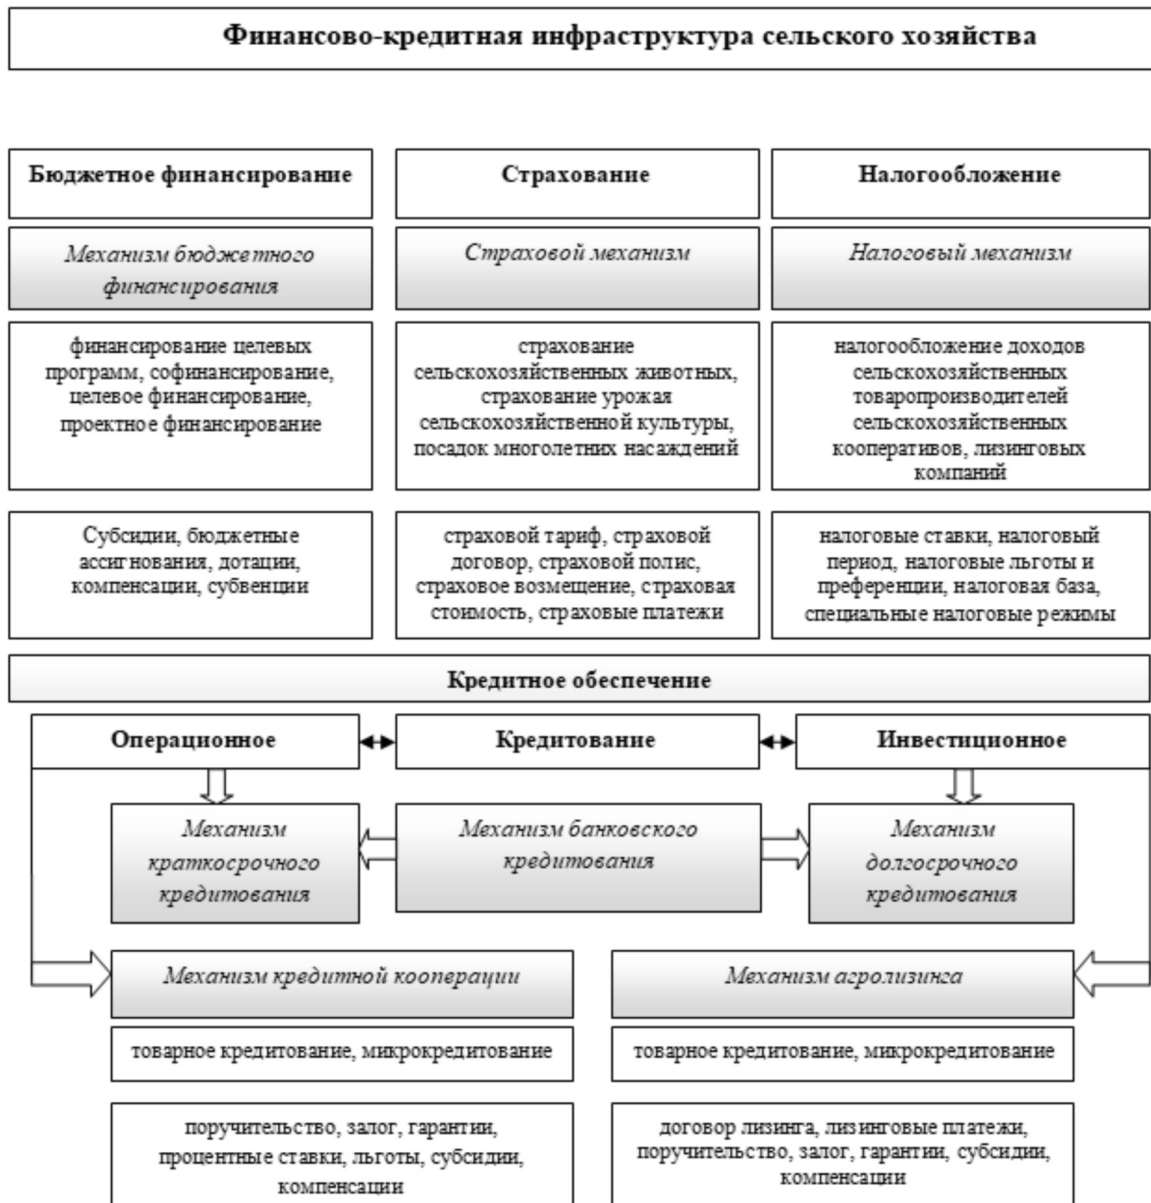 Финансово-кредитная инфраструктура сельского хозяйства
Бюджетное финансирование
Страхование
Налогообложение
Механизм бюджетного
финансирования
Страховой механизм
Налоговый механизм
финансирование целевых
программ, софинансирование,
целевое финансирование,
проектное финансирование
страхование
сельскохозяйственных животных,
страхование урожая
сельскохозяйственной культуры,
посадок многолетних насаждений
налогообложение доходов
сельскохозяйственных
товаропроизводителей
сельскохозяйственных
кооперативов, лизинговых
компаний
Субсидии, бюджетные
ассигнования, дотации,
компенсации, субвенции
страховой тариф, страховой
договор, страховой полис,
страховое возмещение, страховая
стоимость, страховые платежи
налоговые ставки, налоговый
период, налоговые льготы и
преференции, налоговая база,
специальные налоговые режимы
Кредитное обеспечение
Операционное
Кредитование
Инвестиционное
Механизм
краткосрочного
кредитования
Механизм банковского
кредитования
Механизм
долгосрочного
кредитования
Механизм кредитной кооперации
Механизм агролизинга
товарное кредитование, микрокредитование
товарное кредитование, микрокредитование
поручительство, залог, гарантии,
процентные ставки, льготы, субсидии,
компенсации
договор лизинга, лизинговые платежи,
поручительство, залог, гарантии, субсидии,
компенсации